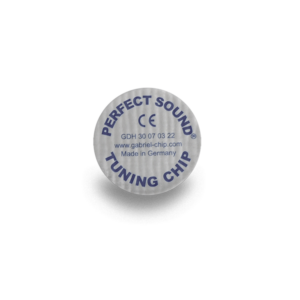 PERFECT SOUND
CE
GDH 30 07 03 22
www.gabriel-chip.com
Made in Germany
TUNING CHIP